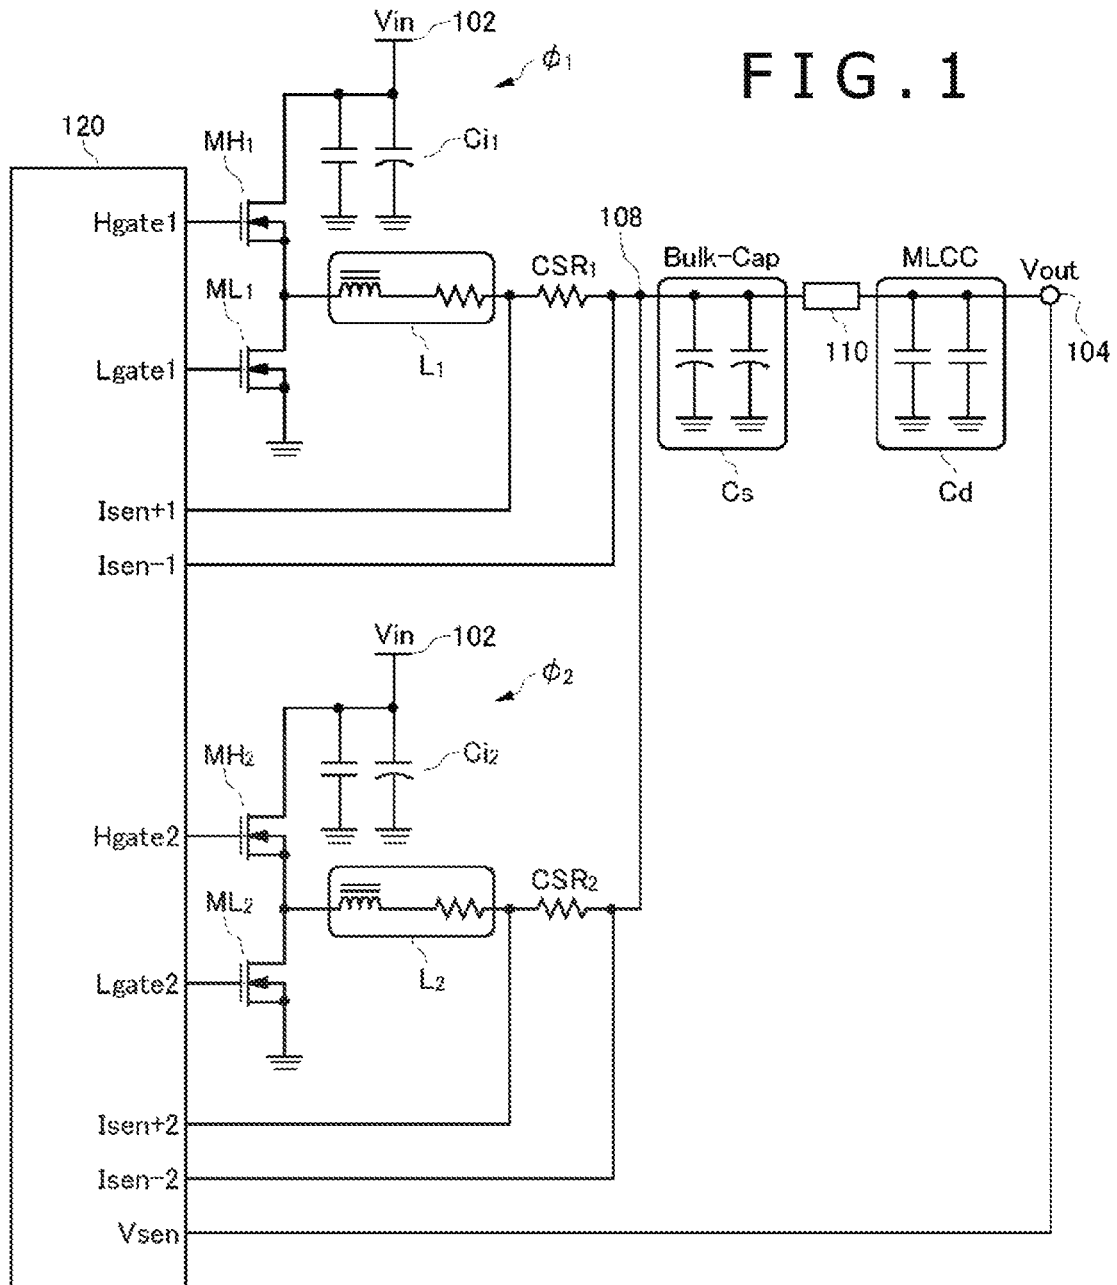 Vin 102
ϕ1
FIG.1
120
MH1
Ci1
Hgate1
108
CSR1
Bulk-Cap
MLCC
Vout
ML1
Lgate1
L1
110
104
Cs
Cd
Isen+1
Isen-1
Vin 102
ϕ2
MH2
Ci2
Hgate2
CSR2
ML2
Lgate2
L2
Isen+2
Isen-2
Vsen